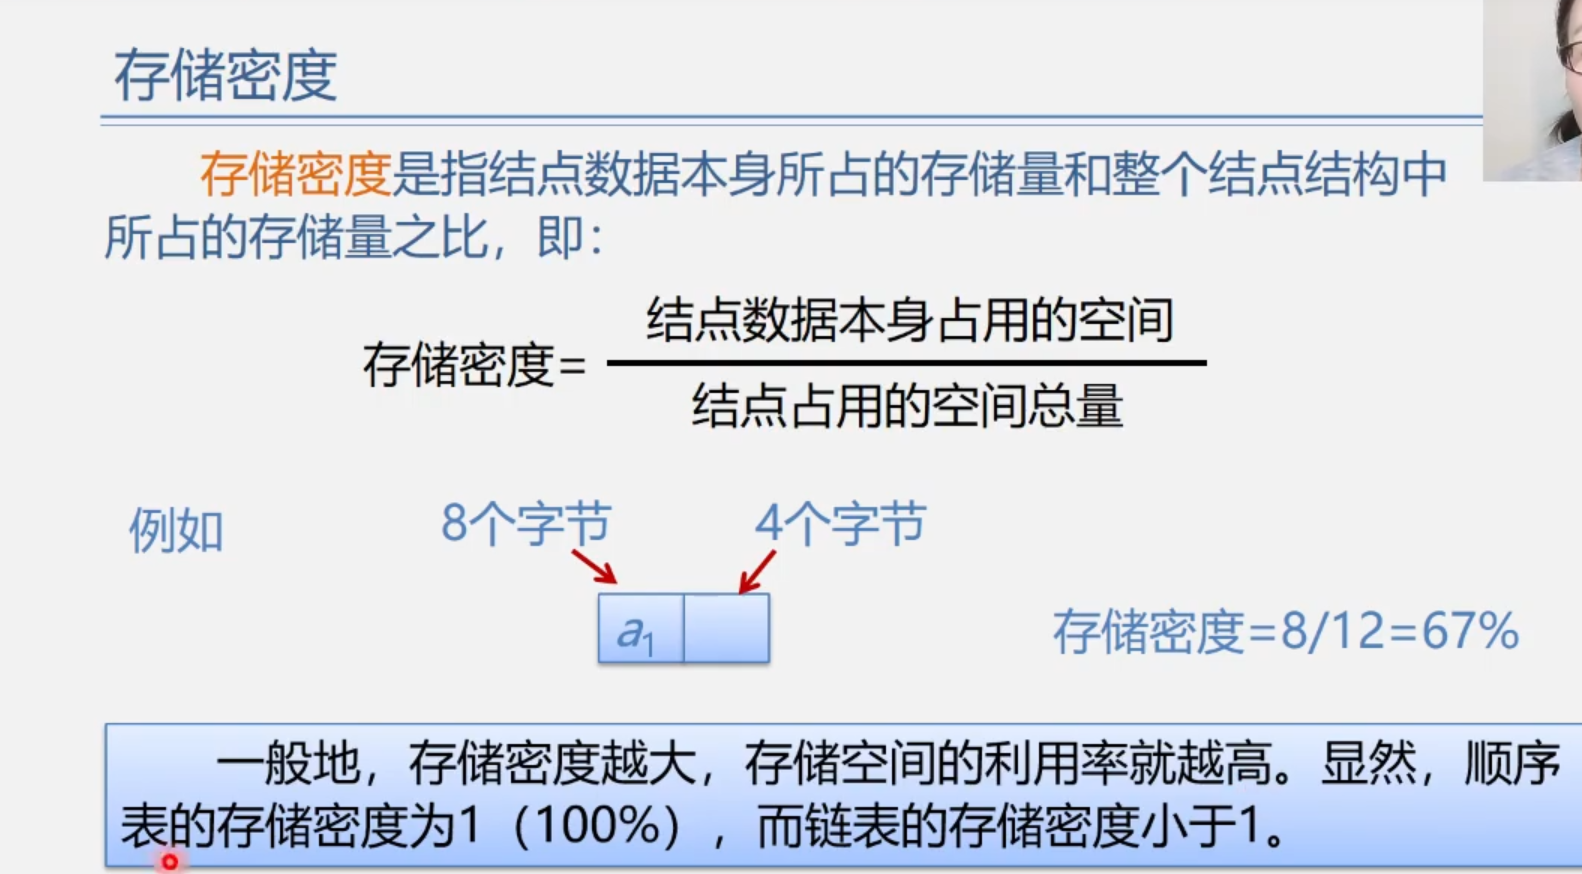 存储密度
存储密度是指结点数据本身所占的存储量和整个结点结构中
所占的存储量之比，即：
结点数据本身占用的空间
存储密度=
结点占用的空间总量
例如
8个字节
4个字节
a1
存储密度=8/12=67%
一般地，存储密度越大，存储空间的利用率就越高。显然，顺序
表的存储密度为1（100%），而链表的存储密度小于1。